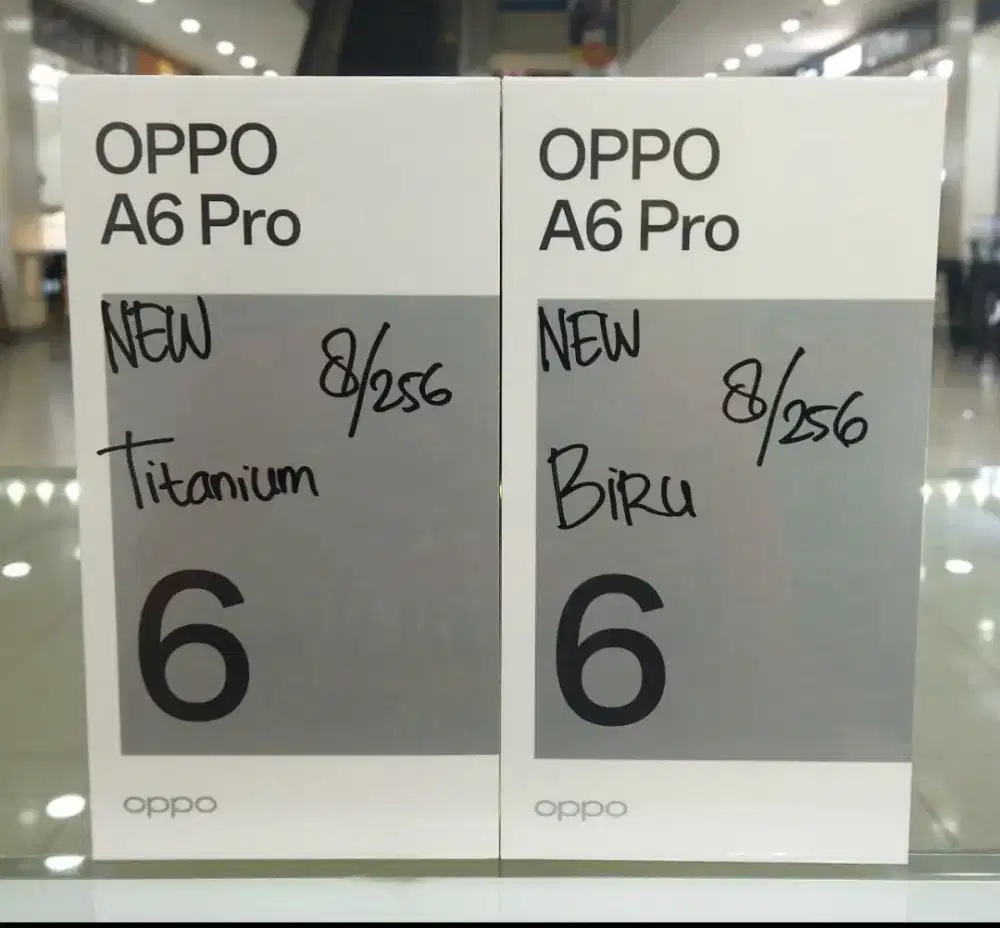 OPPO
A6 Pro
NEW
8/256
Titanium
6
oppo
OPPO
A6 Pro
NEW
8/256
BiRu
6
oppo